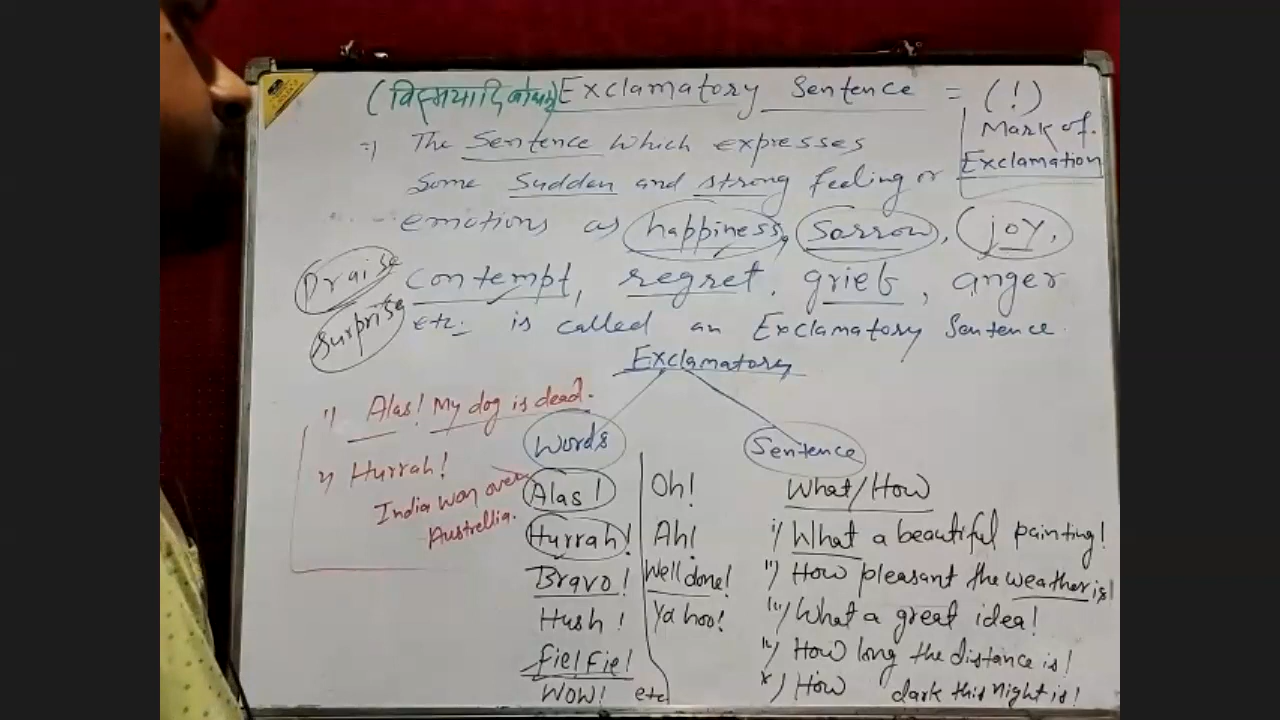 (विस्मयादिबोधक) Exclamatory Sentence = (!)
Mark of.
Exclamation
=) The Sentence which expresses
Some Sudden and strong feeling or
emotions as happiness, sorrow, joy,
Praise
contempt, regret, grief, anger
Surprise
etc. is called an Exclamatory Sentence.
Exclamatory
i) Alas! My dog is dead.
ii) Hurrah!
India won over
Austrellia.
Words
Alas!
Hurrah!
Bravo!
Hush!
Fie! Fie!
WOW!
Oh!
Ah!
Well done!
Yahoo!
etc
Sentence
What/How
i) What a beautiful painting!
ii) How pleasant the weather is!
iii) What a great idea!
iv) How long the distance is!
v) How dark this night is!